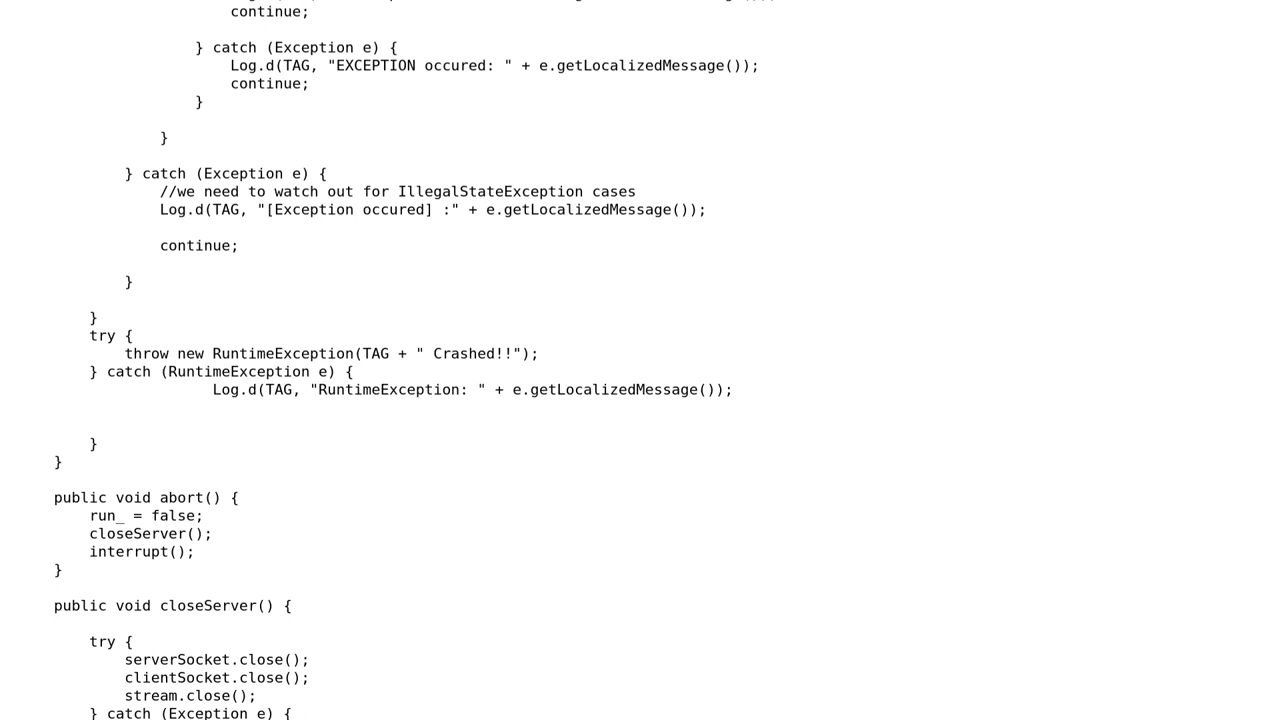 continue;
} catch (Exception e) {
Log.d(TAG, "EXCEPTION occured: " + e.getLocalizedMessage());
continue;
}
}
} catch (Exception e) {
//we need to watch out for IllegalStateException cases
Log.d(TAG, "[Exception occured] :" + e.getLocalizedMessage());
continue;
}
}
try {
throw new RuntimeException(TAG + " Crashed!!");
} catch (RuntimeException e) {
Log.d(TAG, "RuntimeException: " + e.getLocalizedMessage());
}
}
public void abort() {
run_ = false;
closeServer();
interrupt();
}
public void closeServer() {
try {
serverSocket.close();
clientSocket.close();
stream.close();
} catch (Exception e) {